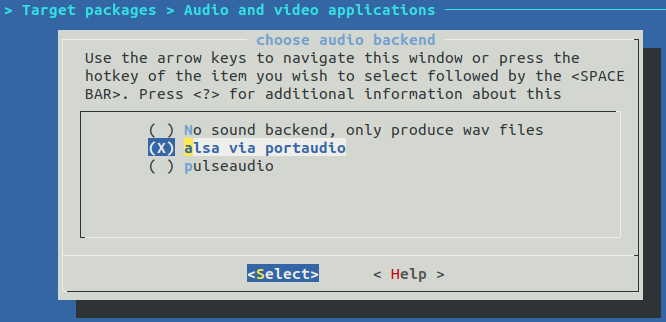 > Target packages > Audio and video applications
choose audio backend
Use the arrow keys to navigate this window or press the
hotkey of the item you wish to select followed by the <SPACE
BAR>. Press <?> for additional information about this
( ) No sound backend, only produce wav files
(X) alsa via portaudio
( ) pulseaudio
<Select> < Help >